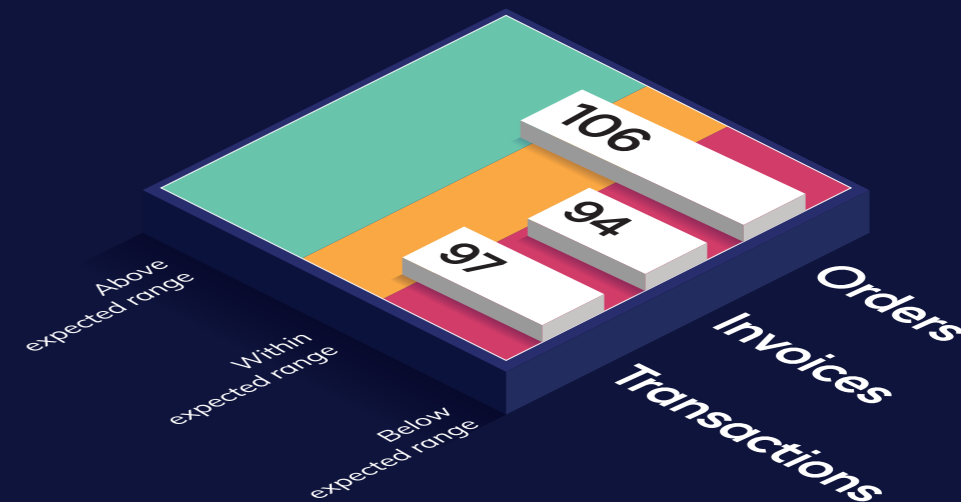 106
94
97
Above
expected range
Within
expected range
Below
expected range
Orders
Invoices
Transactions